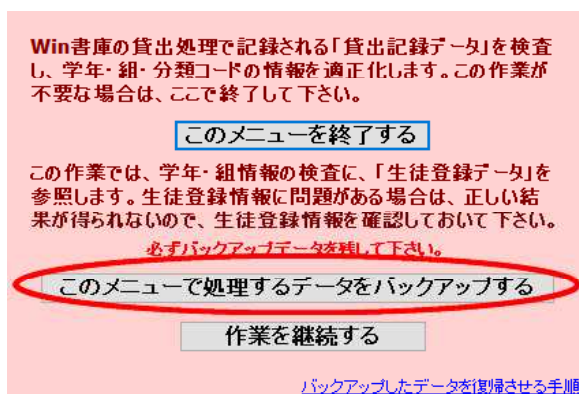 Win書庫の貸出処理で記録される「貸出記録データ」を検査
し、学年・組・分類コードの情報を適正化します。この作業が
不要な場合は、ここで終了して下さい。
このメニューを終了する
この作業では、学年・組情報の検査に、「生徒登録データ」を
参照します。生徒登録情報に問題がある場合は、正しい結
果が得られないので、生徒登録情報を確認しておいて下さい。
必ずバックアップデータを残して下さい。
このメニューで処理するデータをバックアップする
作業を継続する
バックアップしたデータを復帰させる手順